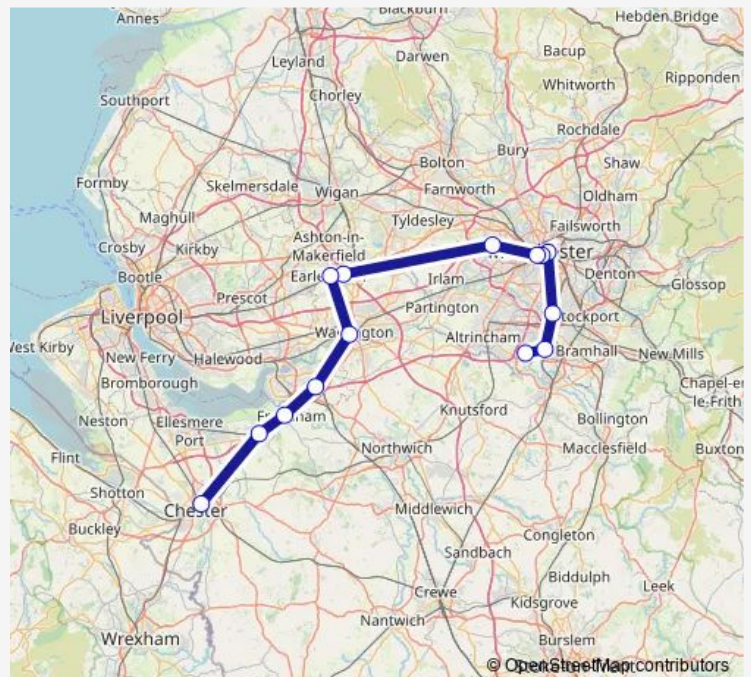 Annes
Blackburn
Hebden Bridge
Darwen
Bacup
Leyland
Ripponden
Whitworth
Chorley
Southport
Rochdale
Bury
Shaw
Bolton
Formby
Skelmersdale
Wigan
Farnworth
Oldham
Maghull
Tyldesley
Failsworth
Crosby
Kirkby
Ashton-in-
Makerfield
Bootle
Denton
Irlam
Glossop
Prescot
Partington
Liverpool
West Kirby
New Ferry
Halewood
Altrincham
Bramhall
New Mills
Bromborough
Chapel-en
le-Frith
Neston
Ellesmere
Port
Knutsford
Bollington
Flint
Northwich
Macclesfield
Buxton
Shotton
Chester
Middlewich
Buckley
Congleton
Sandbach
Biddulph
Leek
Crewe
Kidsgrove
Nantwich
Wrexham
Burslem
© OpenStreetMap contributors